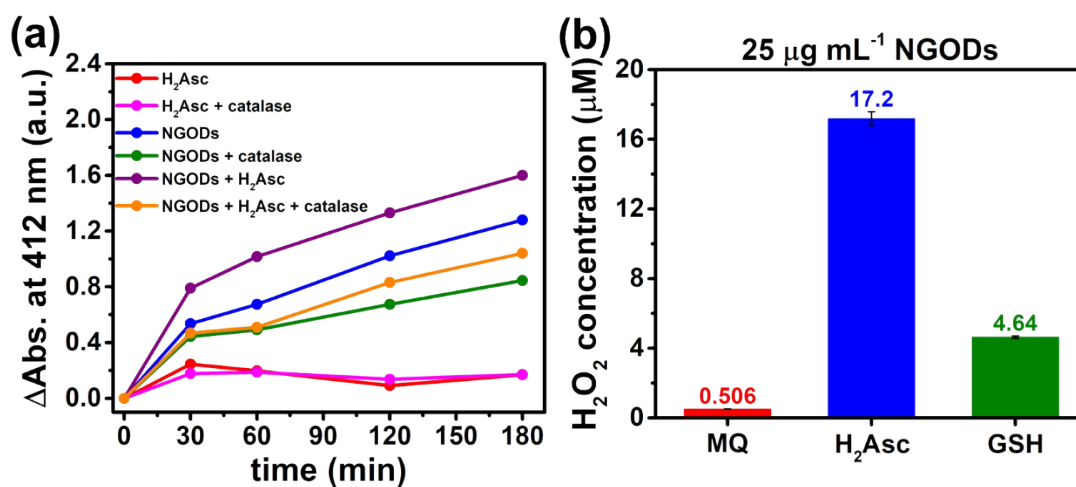 (a)
ΔAbs. at 412 nm (a.u.)
2.4
2.0
1.6
1.2
0.8
0.4
0.0
H₂Asc
H₂Asc + catalase
NGODs
NGODs + catalase
NGODs + H₂Asc
NGODs + H₂Asc + catalase
0 30 60 90 120 150 180
time (min)
(b)
25 μg mL⁻¹ NGODs
H₂O₂ concentration (μM)
20
16
12
8
4
0
0.506
17.2
4.64
MQ H₂Asc GSH